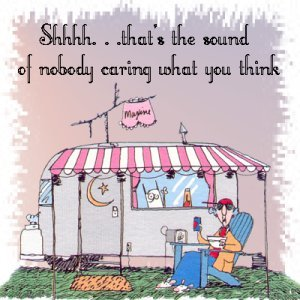 Shhhh. . .that's the sound
of nobody caring what you think
Maxine